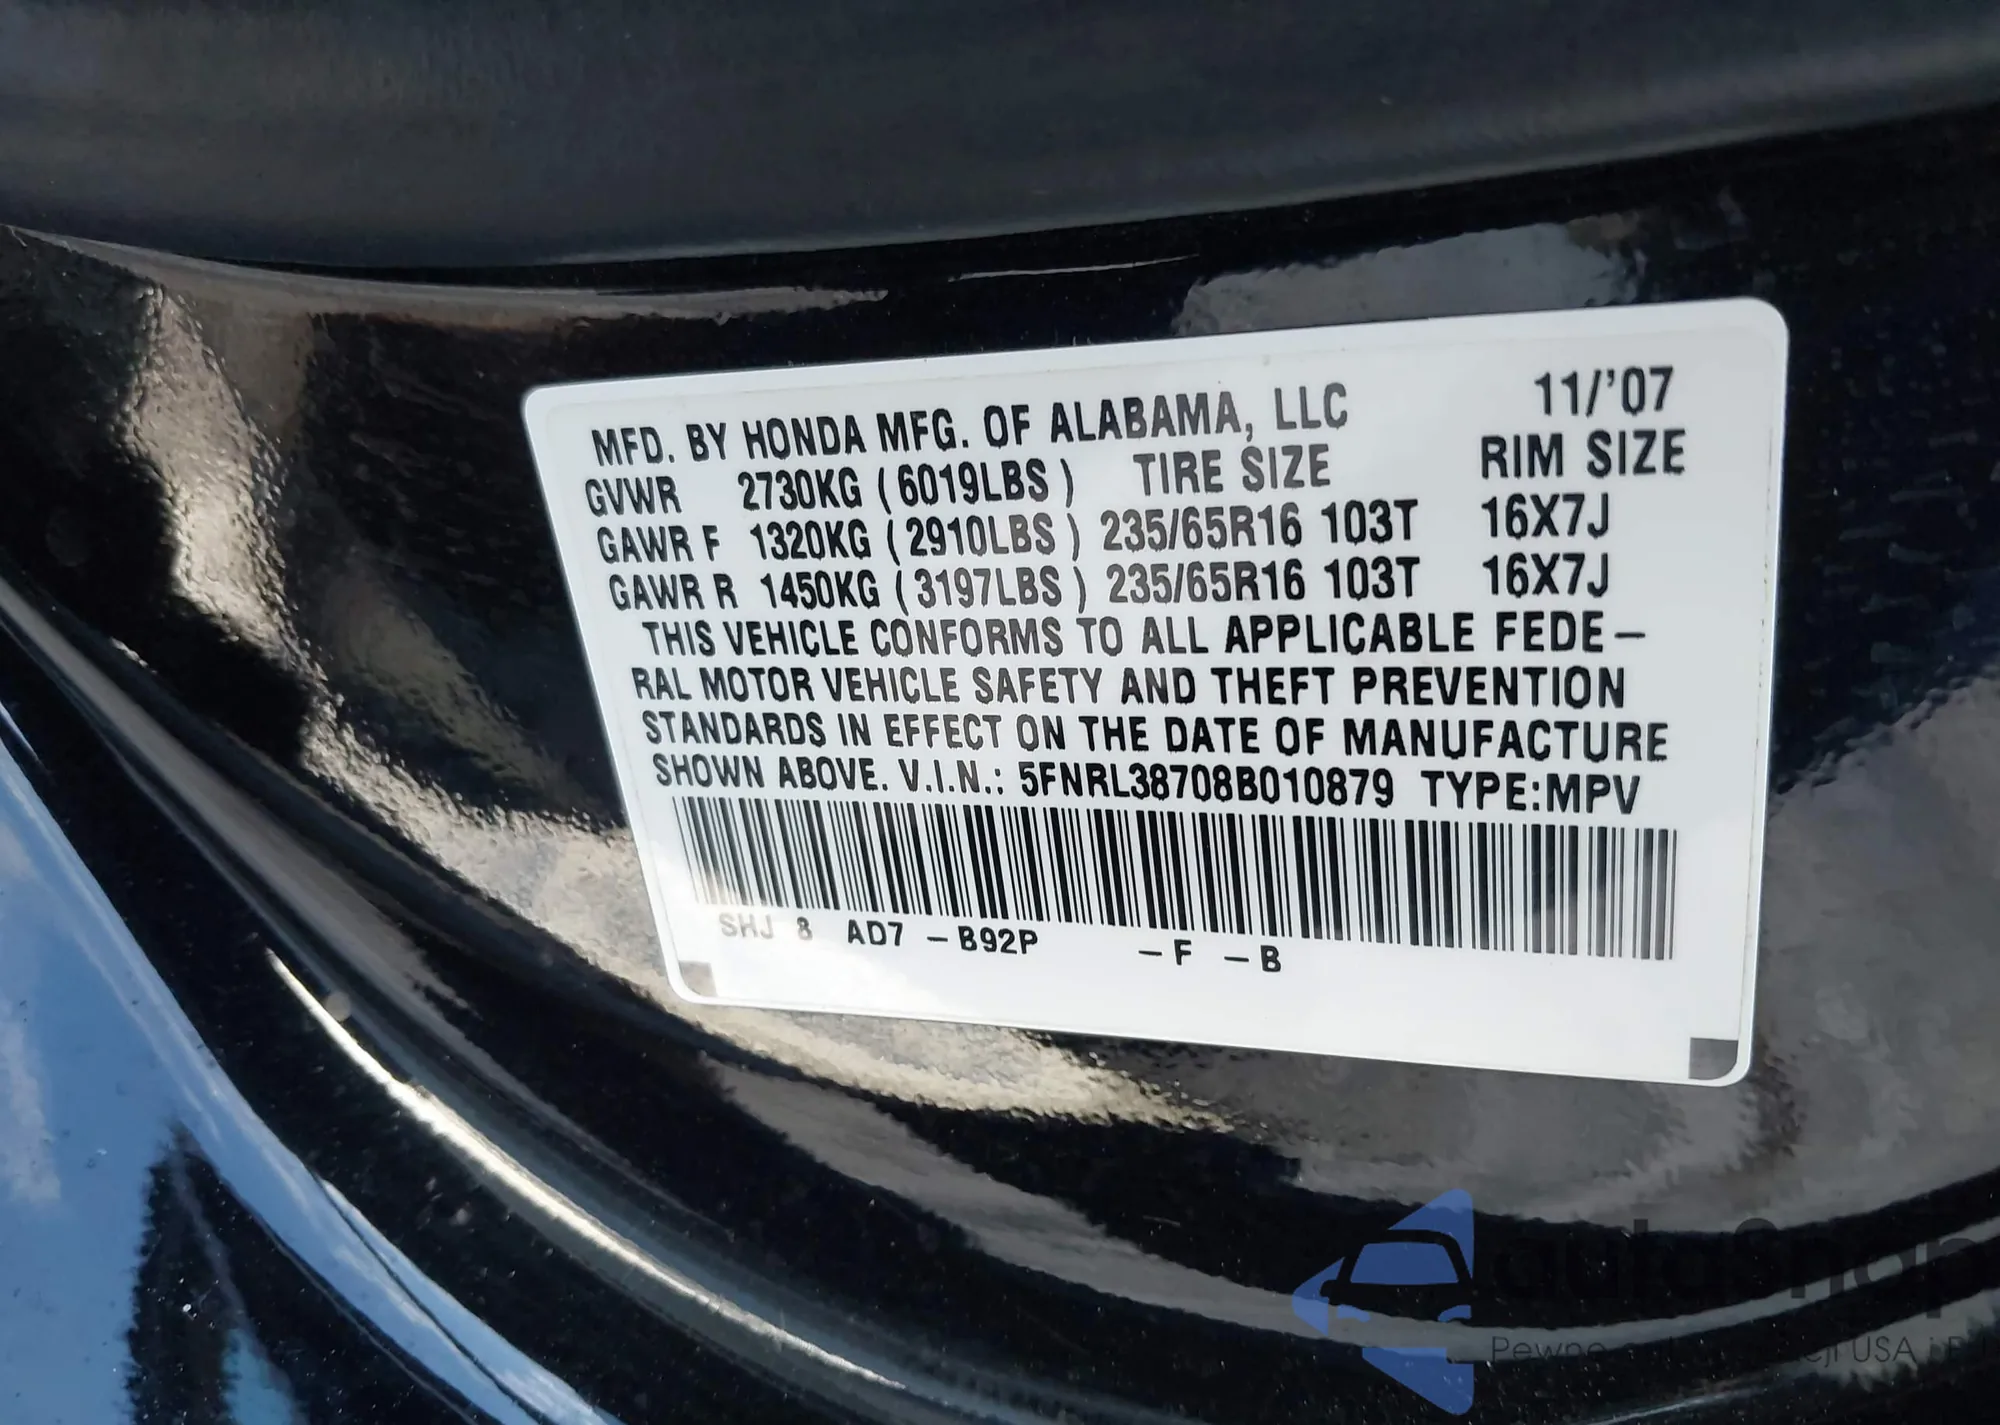 MFD. BY HONDA MFG. OF ALABAMA, LLC 11/'07
GVWR 2730KG (6019LBS) TIRE SIZE RIM SIZE
GAWR F 1320KG (2910LBS) 235/65R16 103T 16X7J
GAWR R 1450KG (3197LBS) 235/65R16 103T 16X7J
THIS VEHICLE CONFORMS TO ALL APPLICABLE FEDE-
RAL MOTOR VEHICLE SAFETY AND THEFT PREVENTION
STANDARDS IN EFFECT ON THE DATE OF MANUFACTURE
SHOWN ABOVE. V.I.N.: 5FNRL38708B010879 TYPE:MPV
SHJ 8 AD7 -B92P -F -B
autoShop
Pewne USA i